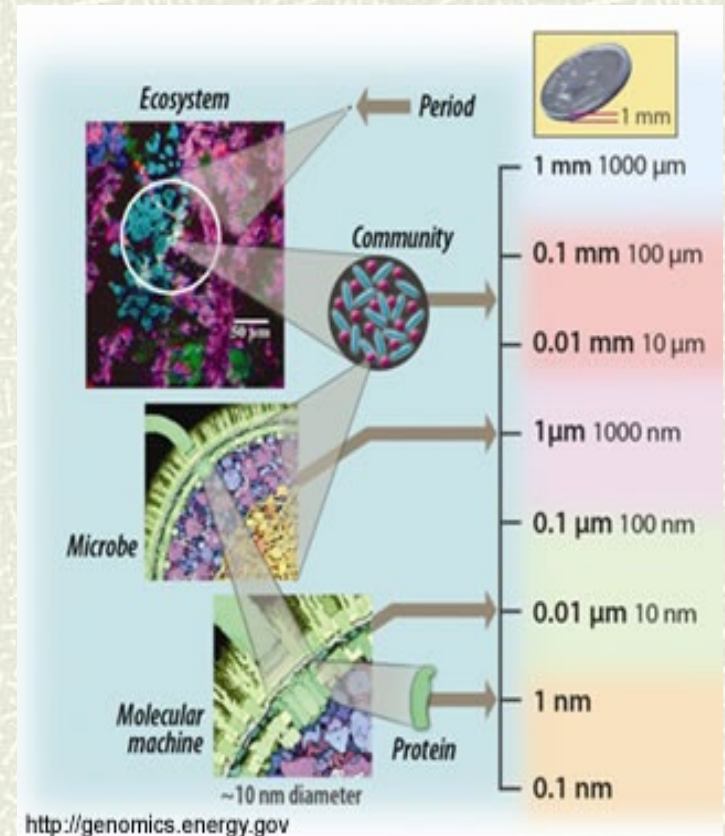 Ecosystem
Period
1 mm
1 mm 1000 µm
Community
0.1 mm 100 µm
50 µm
0.01 mm 10 µm
1µm 1000 nm
Microbe
0.1 µm 100 nm
0.01 µm 10 nm
1 nm
Molecular
machine
Protein
0.1 nm
~10 nm diameter
http://genomics.energy.gov